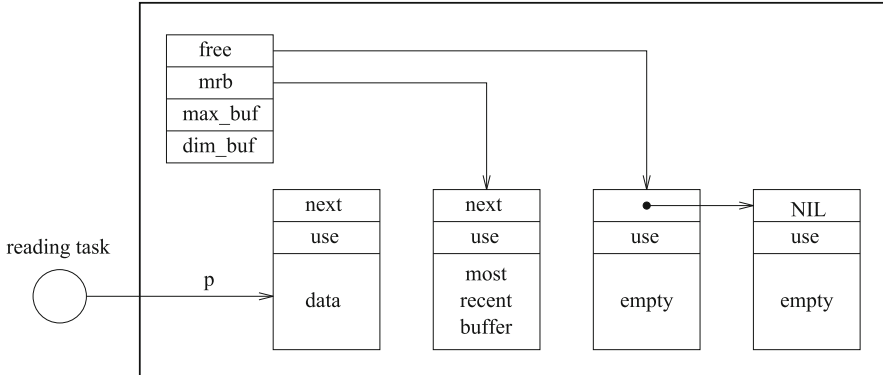 free
mrb
max_buf
dim_buf
next
next
NIL
use
use
use
use
reading task
p
data
most
recent
buffer
empty
empty